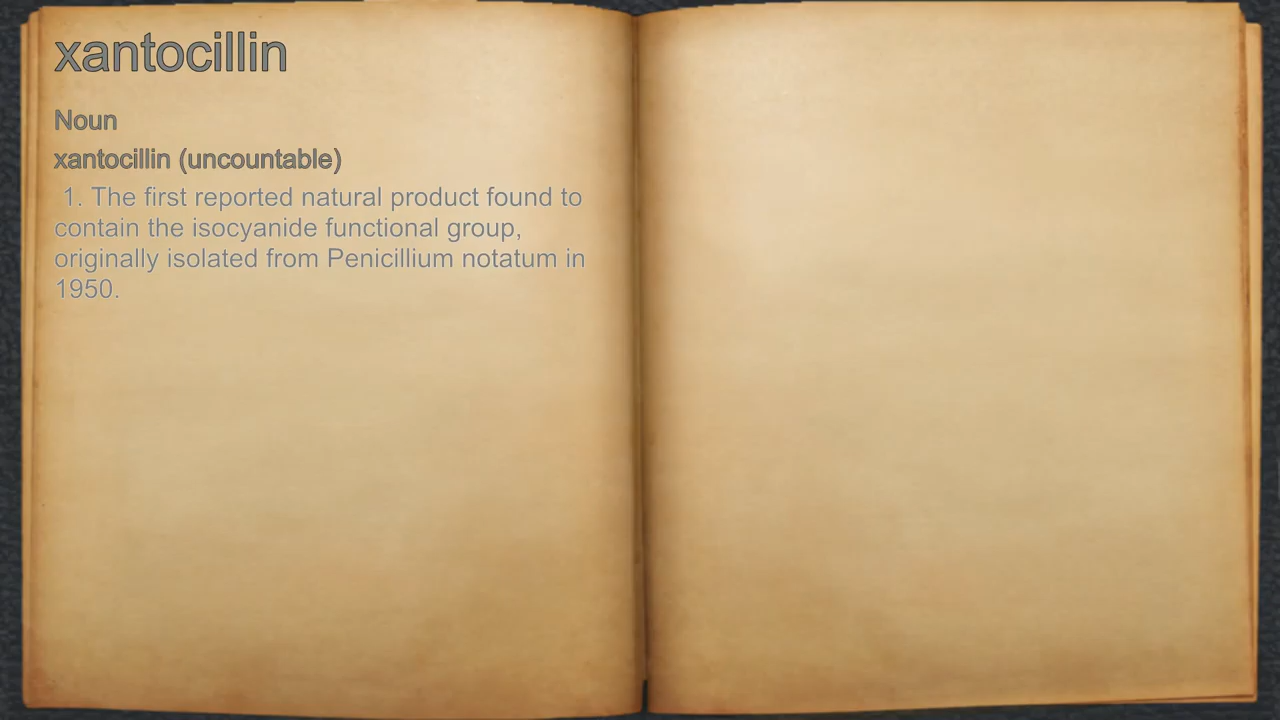 xantocillin
Noun
xantocillin (uncountable)
1. The first reported natural product found to
contain the isocyanide functional group,
originally isolated from Penicillium notatum in
1950.